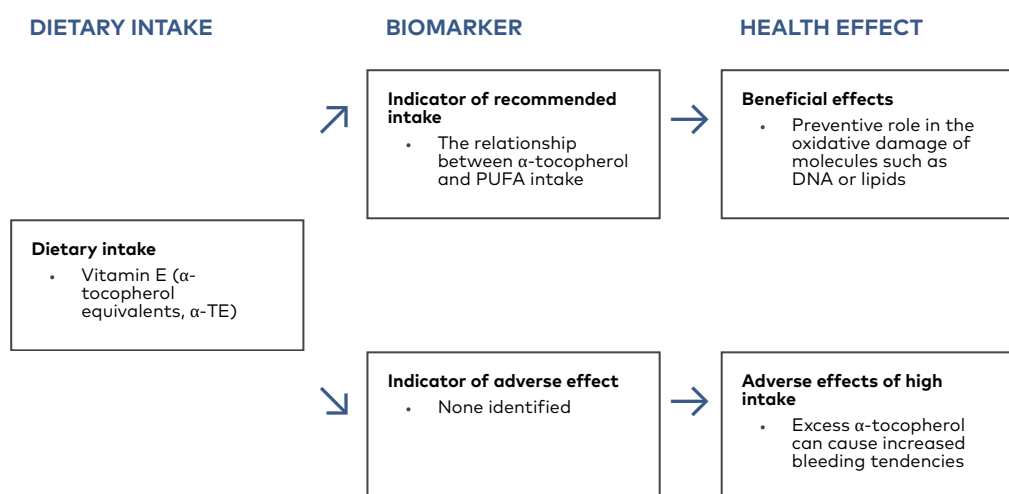 DIETARY INTAKE
BIOMARKER
HEALTH EFFECT
Indicator of recommended
intake
• The relationship
between α-tocopherol
and PUFA intake
Beneficial effects
• Preventive role in the
oxidative damage of
molecules such as
DNA or lipids
Dietary intake
• Vitamin E (α-
tocopherol
equivalents, α-TE)
Indicator of adverse effect
• None identified
Adverse effects of high
intake
• Excess α-tocopherol
can cause increased
bleeding tendencies